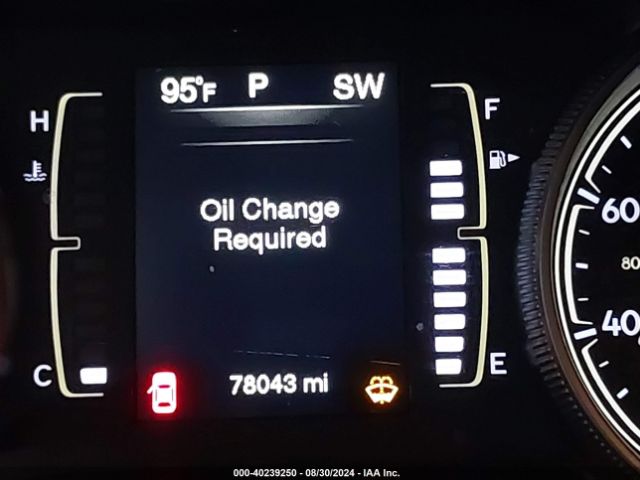 95°F P SW
H F
Oil Change
Required
60
80
40
C E
78043 mi
000-40239250 - 08/30/2024 - IAA Inc.